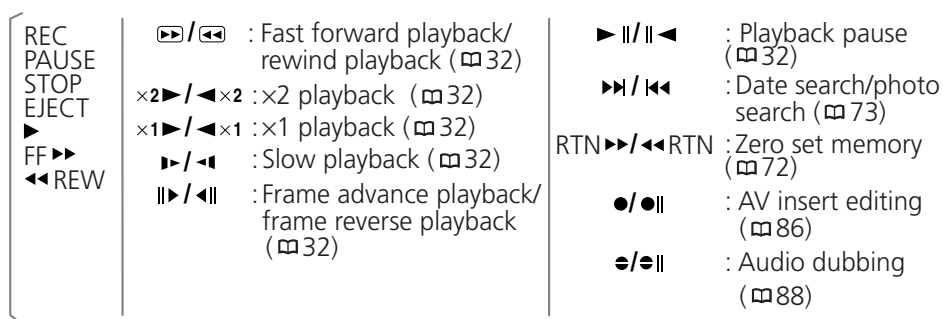 REC
PAUSE
STOP
EJECT
▶
FF ▶▶
◀◀ REW
▶▶ / ◀◀ : Fast forward playback/
rewind playback ( 32)
×2▶ / ◀×2 : ×2 playback ( 32)
×1▶ / ◀×1 : ×1 playback ( 32)
▶ / ◀ : Slow playback ( 32)
||▶ / ◀|| : Frame advance playback/
frame reverse playback
( 32)
▶|| / ||◀ : Playback pause
( 32)
▶▶| / |◀◀ : Date search/photo
search ( 73)
RTN▶▶ / ◀◀RTN : Zero set memory
( 72)
●/●|| : AV insert editing
( 86)
/ || : Audio dubbing
( 88)